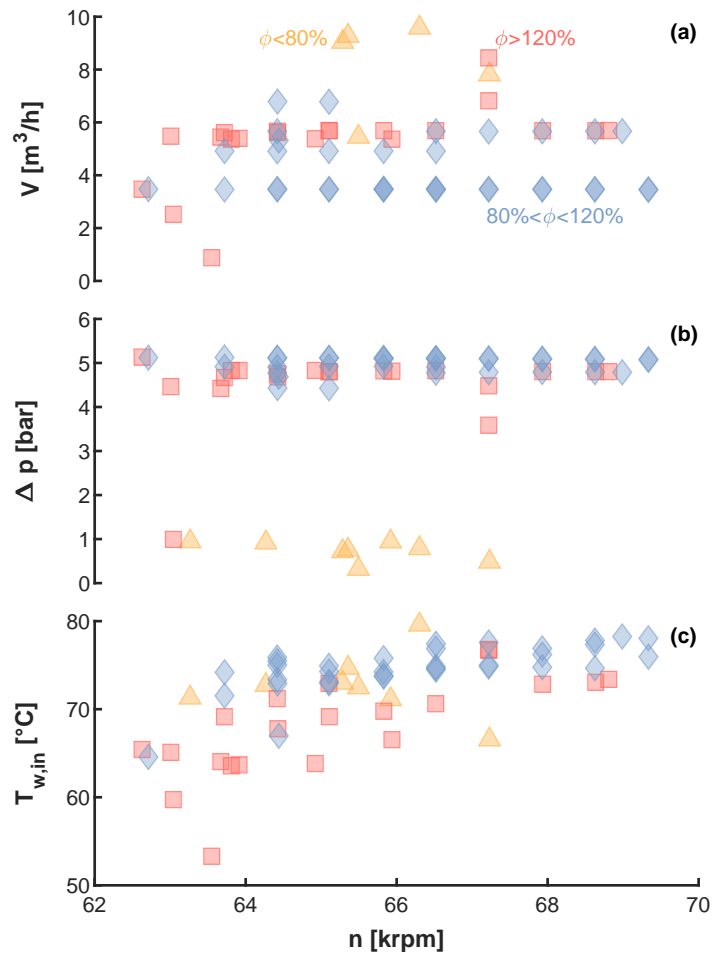 10
8
6
4
2
0
V [m³/h]
ϕ<80%
ϕ>120%
80%<ϕ<120%
(a)
6
5
4
3
2
1
0
Δ p [bar]
(b)
80
70
60
50
T_w,in [°C]
(c)
62 64 66 68 70
n [krpm]